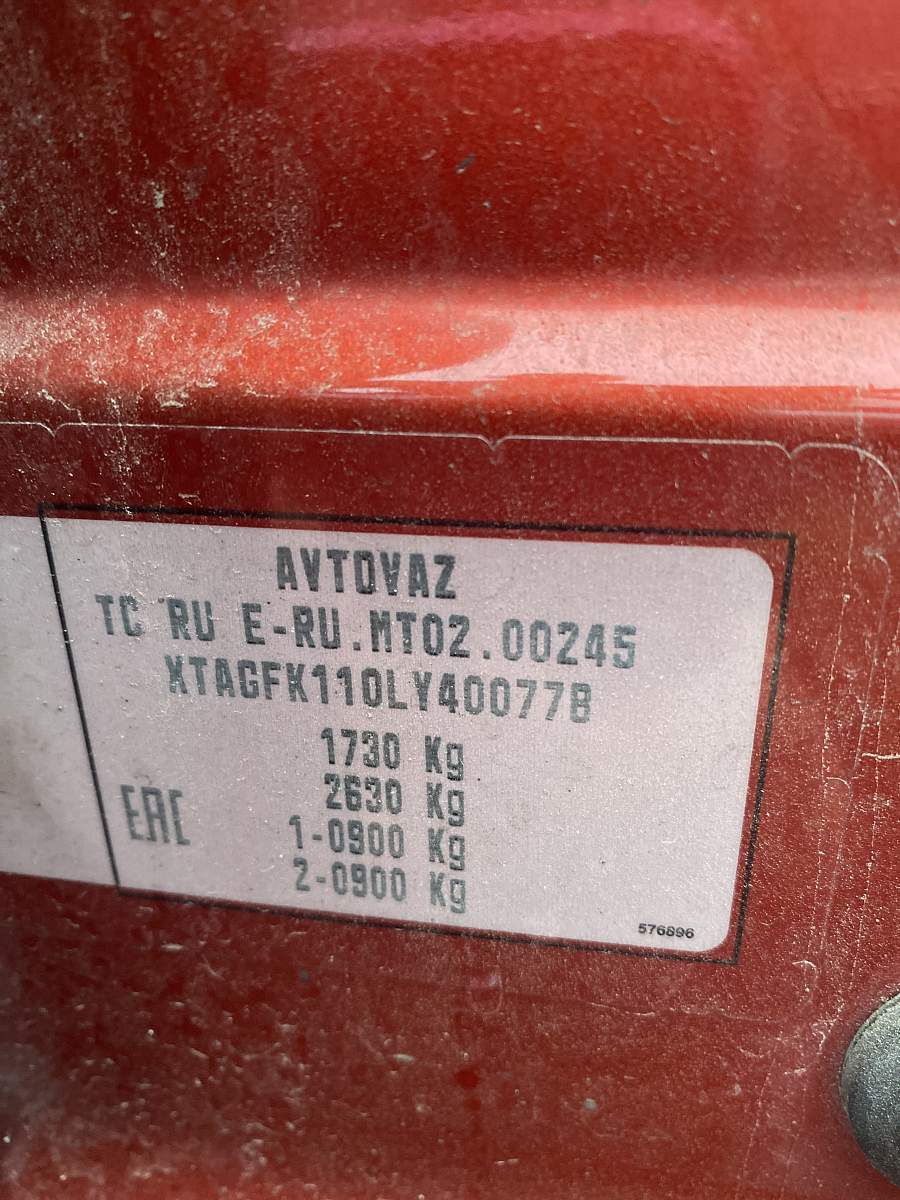 AVTOVAZ
TC RU E-RU.MT02.00245
XTAGFK110LY400778
1730 Kg
2630 Kg
EAC
1-0900 Kg
2-0900 Kg
576896